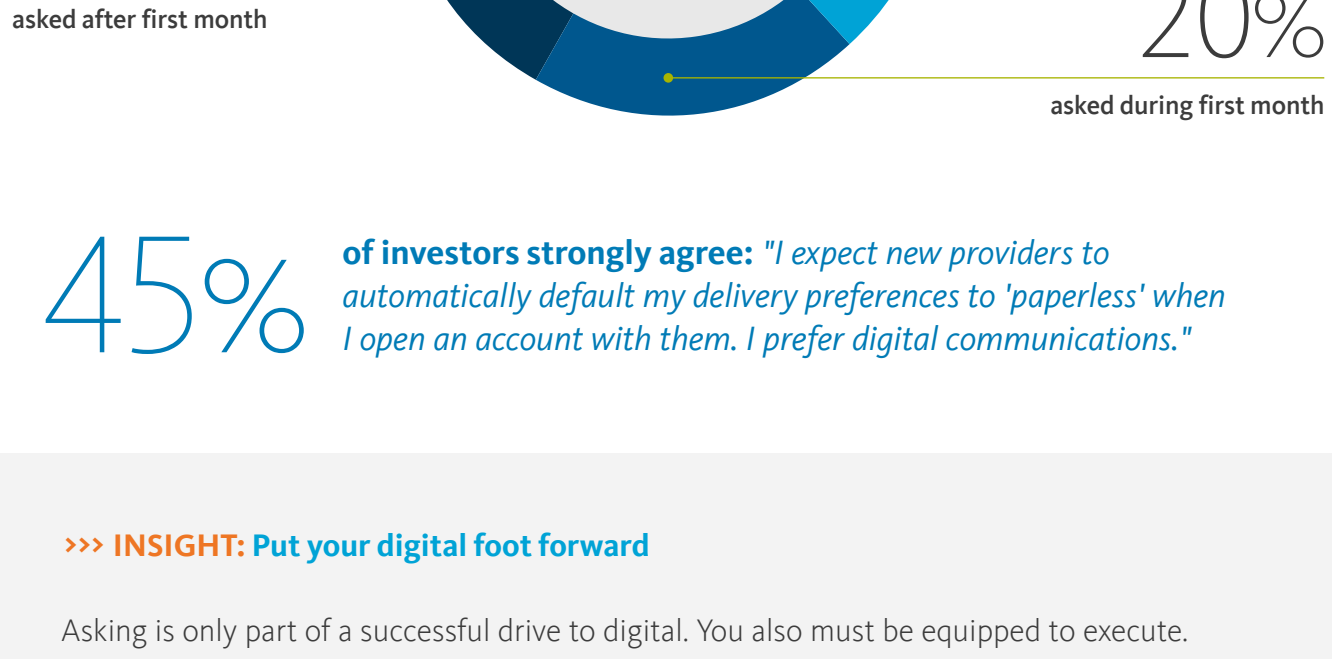 asked after first month
20%
asked during first month
45%
of investors strongly agree: "I expect new providers to
automatically default my delivery preferences to 'paperless' when
I open an account with them. I prefer digital communications."
>>> INSIGHT: Put your digital foot forward
Asking is only part of a successful drive to digital. You also must be equipped to execute.